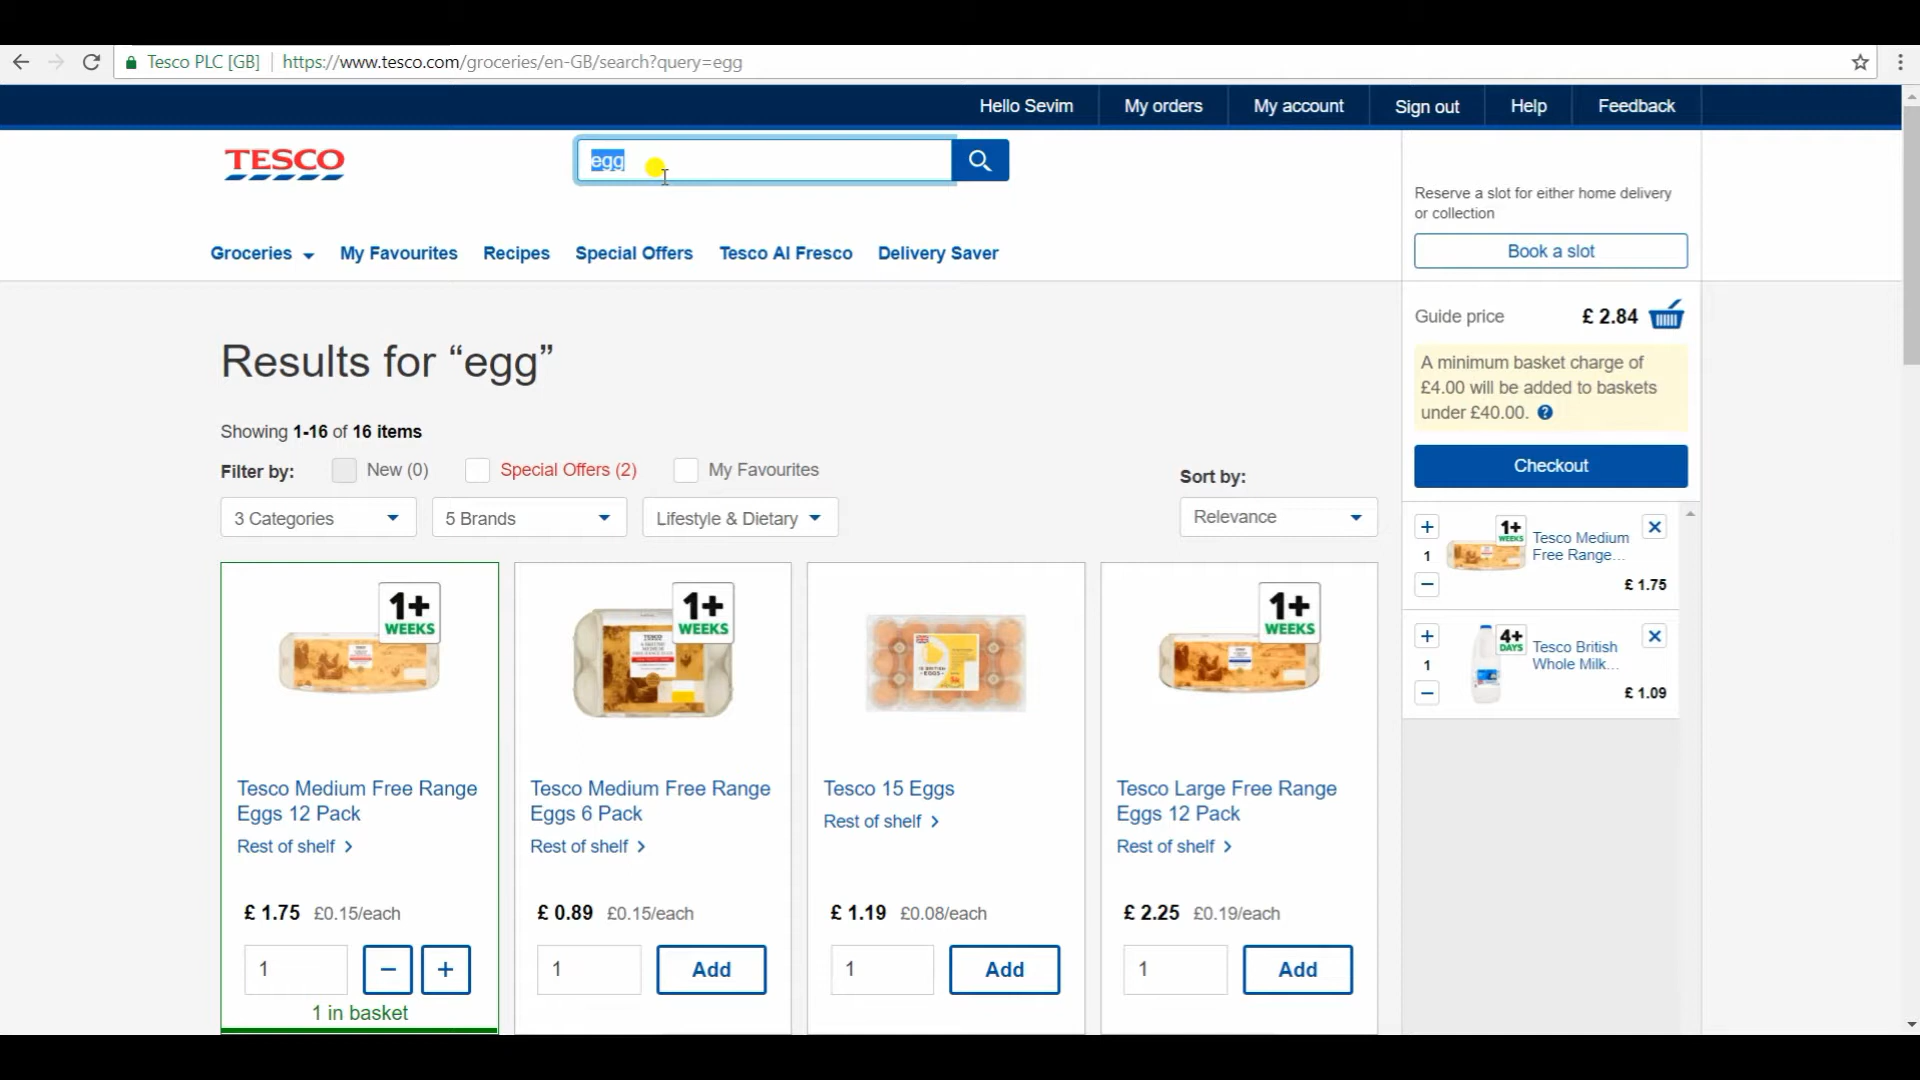 Tesco PLC [GB]
https://www.tesco.com/groceries/en-GB/search?query=egg
Hello Sevim
My orders
My account
Sign out
Help
Feedback
TESCO
egg
Groceries
My Favourites
Recipes
Special Offers
Tesco Al Fresco
Delivery Saver
Reserve a slot for either home delivery
or collection
Book a slot
Guide price
£ 2.84
A minimum basket charge of
£4.00 will be added to baskets
under £40.00. ?
Checkout
+
1
−
1+
WEEKS
Tesco Medium
Free Range...
£ 1.75
+
1
−
4+
DAYS
Tesco British
Whole Milk...
£ 1.09
Results for “egg”
Showing 1-16 of 16 items
Filter by:
New (0)
Special Offers (2)
My Favourites
3 Categories
5 Brands
Lifestyle & Dietary
Sort by:
Relevance
1+
WEEKS
Tesco Medium Free Range
Eggs 12 Pack
Rest of shelf >
£ 1.75 £0.15/each
1
− +
1 in basket
1+
WEEKS
Tesco Medium Free Range
Eggs 6 Pack
Rest of shelf >
£ 0.89 £0.15/each
1
Add
Tesco 15 Eggs
Rest of shelf >
£ 1.19 £0.08/each
1
Add
1+
WEEKS
Tesco Large Free Range
Eggs 12 Pack
Rest of shelf >
£ 2.25 £0.19/each
1
Add